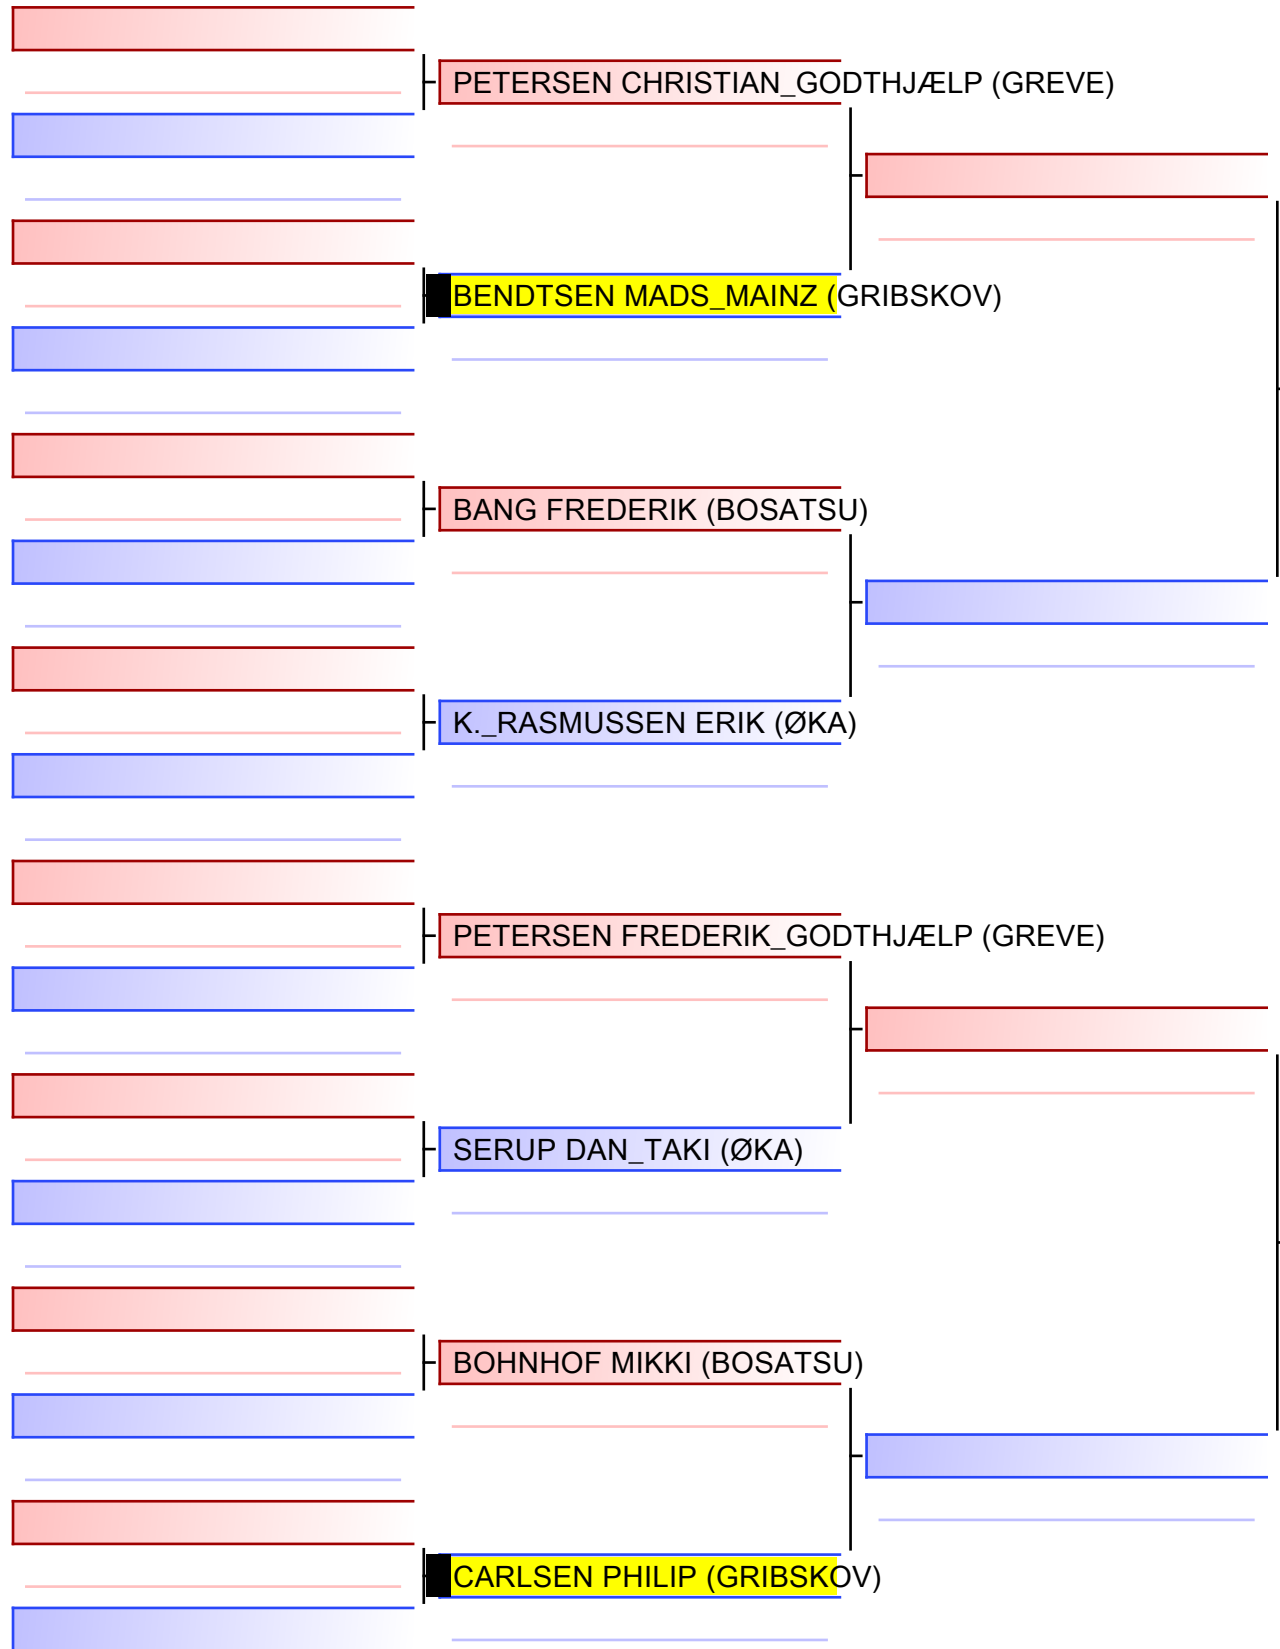 PETERSEN CHRISTIAN_GODTHJÆLP (GREVE)
BENDTSEN MADS_MAINZ (GRIBSKOV)
BANG FREDERIK (BOSATSU)
K._RASMUSSEN ERIK (ØKA)
PETERSEN FREDERIK_GODTHJÆLP (GREVE)
SERUP DAN_TAKI (ØKA)
BOHNHOF MIKKI (BOSATSU)
CARLSEN PHILIP (GRIBSKOV)